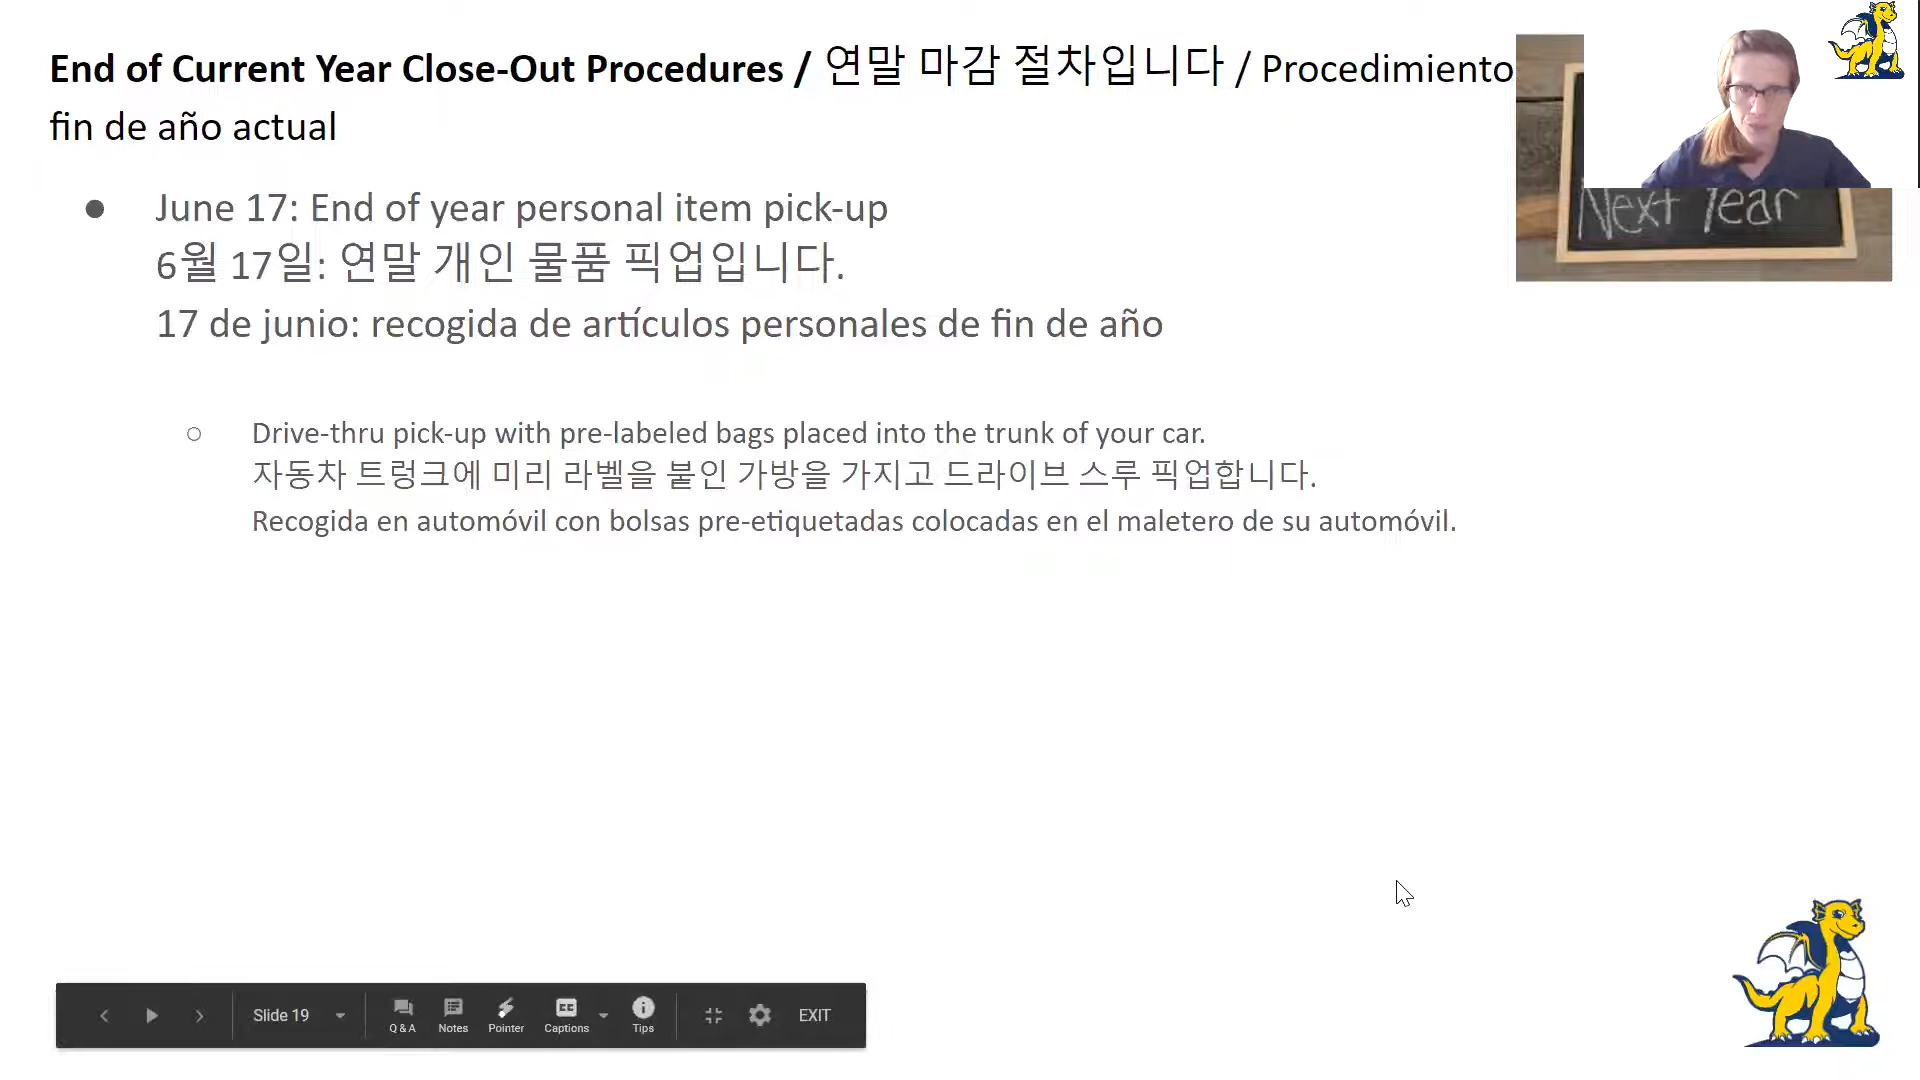 End of Current Year Close-Out Procedures / 연말 마감 절차입니다 / Procedimiento
fin de año actual
Next Year
● June 17: End of year personal item pick-up
6월 17일: 연말 개인 물품 픽업입니다.
17 de junio: recogida de artículos personales de fin de año
○ Drive-thru pick-up with pre-labeled bags placed into the trunk of your car.
자동차 트렁크에 미리 라벨을 붙인 가방을 가지고 드라이브 스루 픽업합니다.
Recogida en automóvil con bolsas pre-etiquetadas colocadas en el maletero de su automóvil.
Slide 19
Q & A
Notes
Pointer
CC
Captions
Tips
EXIT